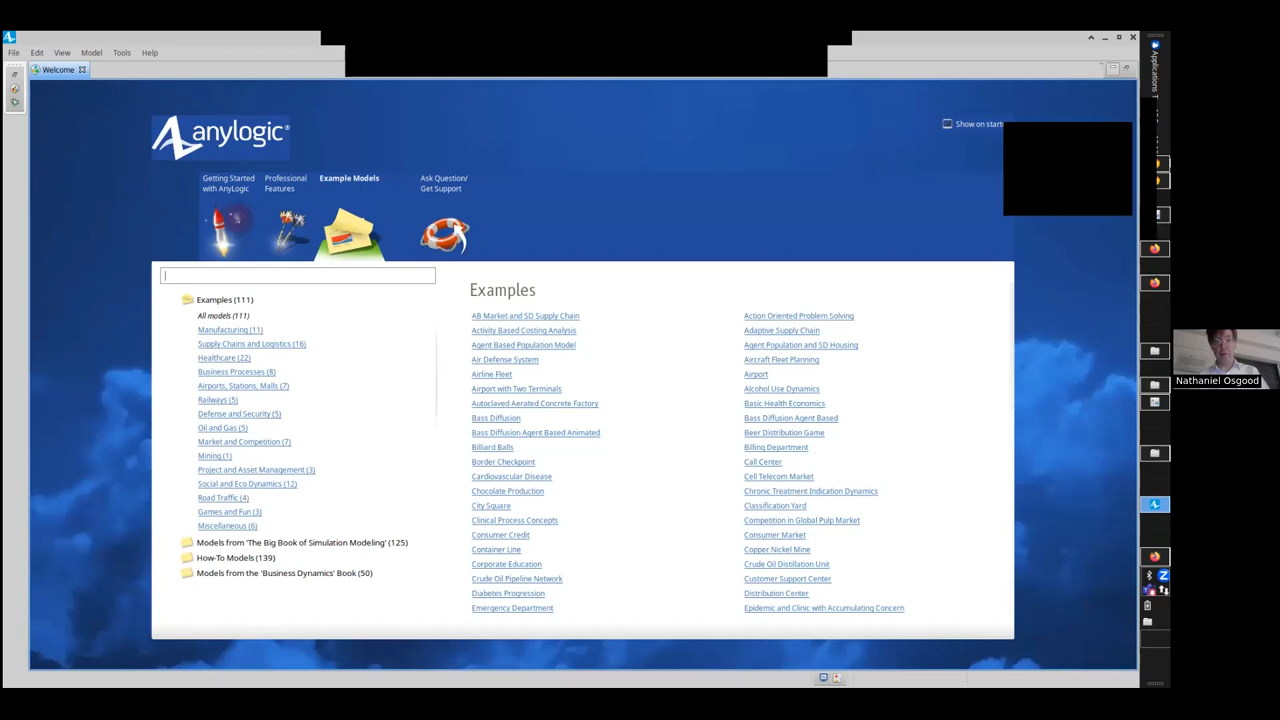 File Edit View Model Tools Help
Welcome
anylogic®
Show on start
Getting Started
with AnyLogic
Professional
Features
Example Models
Ask Question/
Get Support
Examples (111)
All models (111)
Manufacturing (11)
Supply Chains and Logistics (16)
Healthcare (22)
Business Processes (8)
Airports, Stations, Malls (7)
Railways (5)
Defense and Security (5)
Oil and Gas (5)
Market and Competition (7)
Mining (1)
Project and Asset Management (3)
Social and Eco Dynamics (12)
Road Traffic (4)
Games and Fun (3)
Miscellaneous (6)
Models from 'The Big Book of Simulation Modeling' (125)
How-To Models (139)
Models from the 'Business Dynamics' Book (50)
Examples
AB Market and SD Supply Chain
Activity Based Costing Analysis
Agent Based Population Model
Air Defense System
Airline Fleet
Airport with Two Terminals
Autoclaved Aerated Concrete Factory
Bass Diffusion
Bass Diffusion Agent Based Animated
Billiard Balls
Border Checkpoint
Cardiovascular Disease
Chocolate Production
City Square
Clinical Process Concepts
Consumer Credit
Container Line
Corporate Education
Crude Oil Pipeline Network
Diabetes Progression
Emergency Department
Action Oriented Problem Solving
Adaptive Supply Chain
Agent Population and SD Housing
Aircraft Fleet Planning
Airport
Alcohol Use Dynamics
Basic Health Economics
Bass Diffusion Agent Based
Beer Distribution Game
Billing Department
Call Center
Cell Telecom Market
Chronic Treatment Indication Dynamics
Classification Yard
Competition in Global Pulp Market
Consumer Market
Copper Nickel Mine
Crude Oil Distillation Unit
Customer Support Center
Distribution Center
Epidemic and Clinic with Accumulating Concern
Applications
Nathaniel Osgood